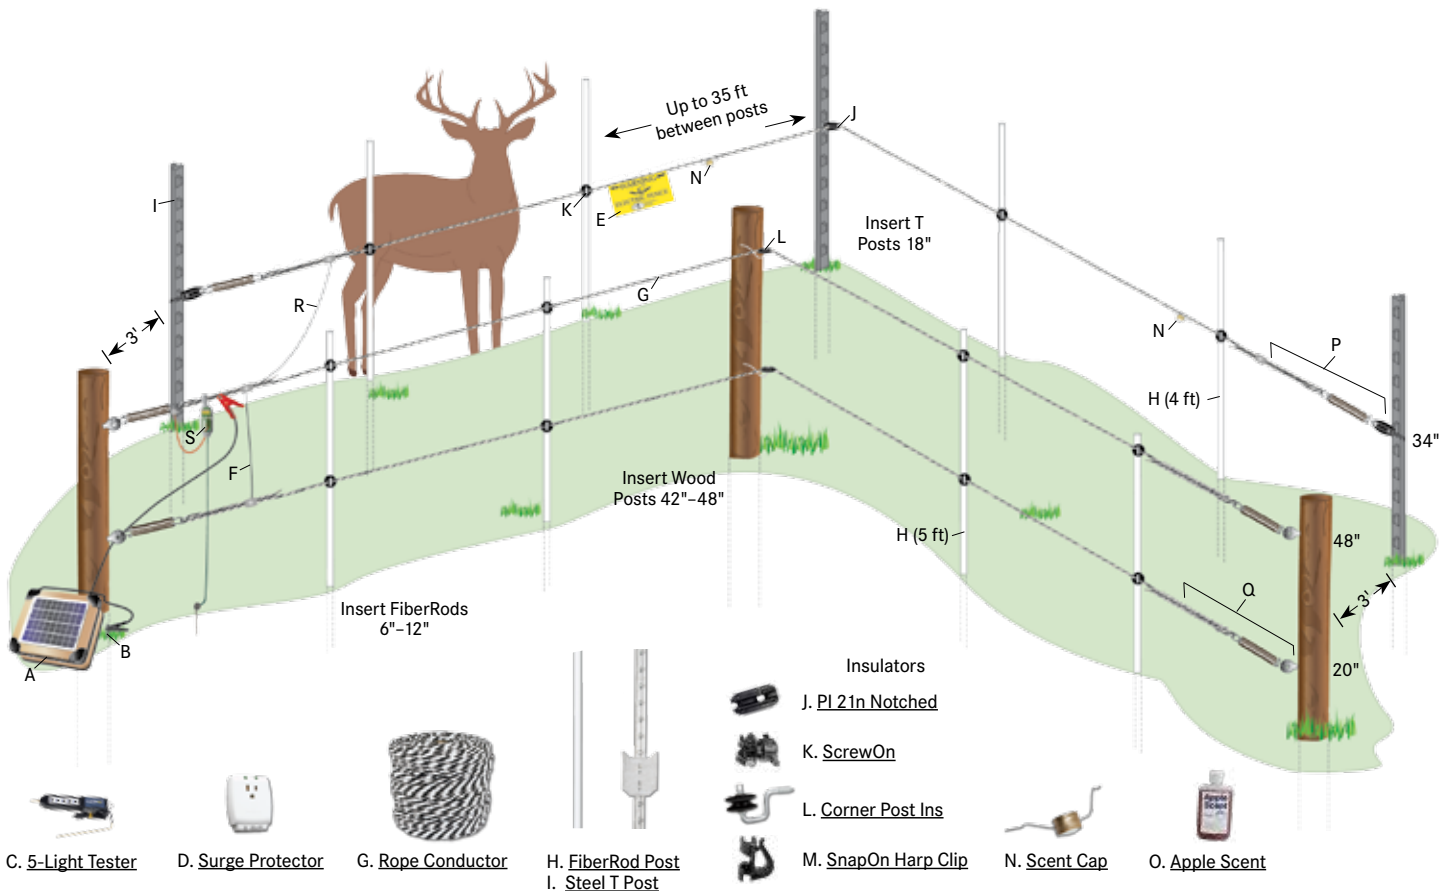 Up to 35 ft
between posts
J
I
K
E
N
L
Insert T
Posts 18"
G
R
3'
N
P
H (4 ft)
34"
S
F
Insert Wood
Posts 42"–48"
H (5 ft)
48"
3'
Q
20"
Insert FiberRods
6"–12"
B
A
Insulators
J. PI 21n Notched
K. ScrewOn
L. Corner Post Ins
M. SnapOn Harp Clip
Apple
Scent
C. 5-Light Tester
D. Surge Protector
G. Rope Conductor
H. FiberRod Post
I. Steel T Post
N. Scent Cap
O. Apple Scent